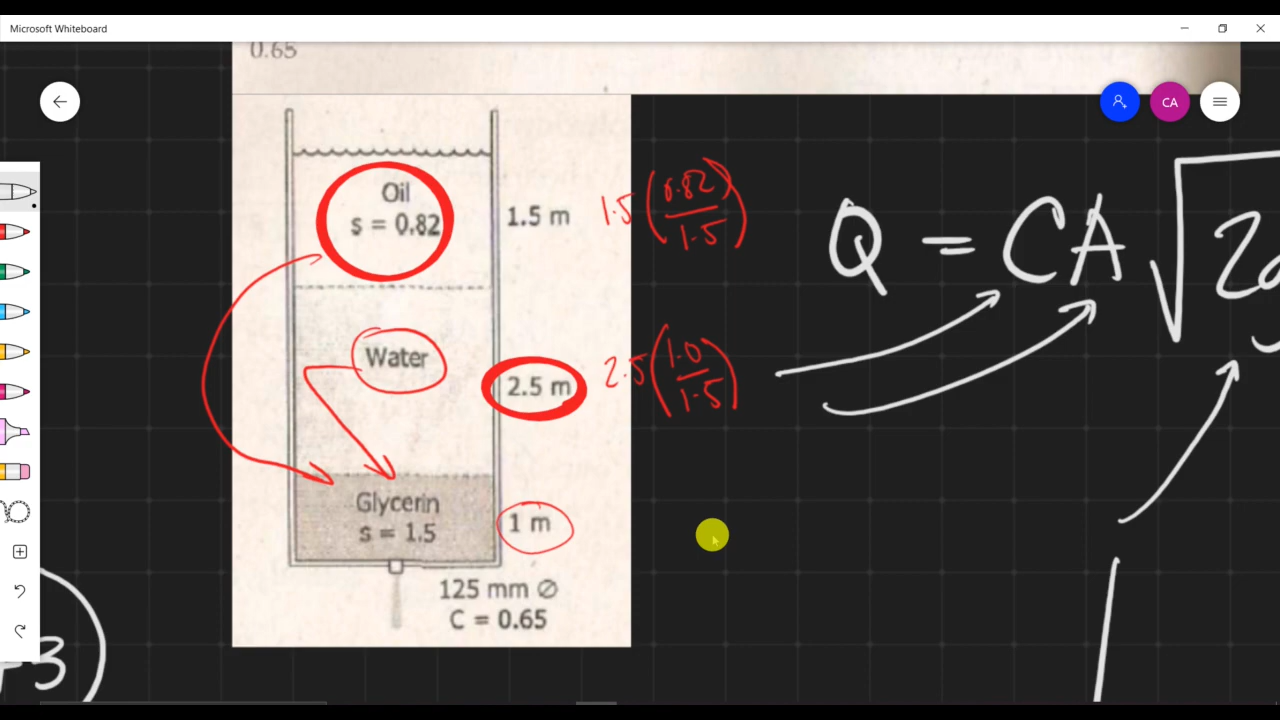 Microsoft Whiteboard
0.65
CA
Oil
s = 0.82
1.5 m
1.5 (0.82/1.5)
Q = CA √2g
Water
2.5 m
2.5 (1.0/1.5)
Glycerin
s = 1.5
1 m
125 mm ∅
C = 0.65
+3)